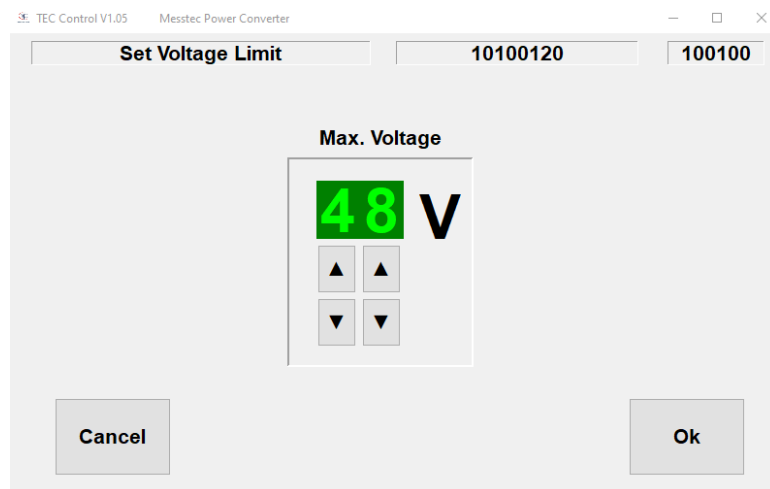 TEC Control V1.05 Messtec Power Converter
Set Voltage Limit 10100120 100100
Max. Voltage
48 V
▲ ▲
▼ ▼
Cancel Ok